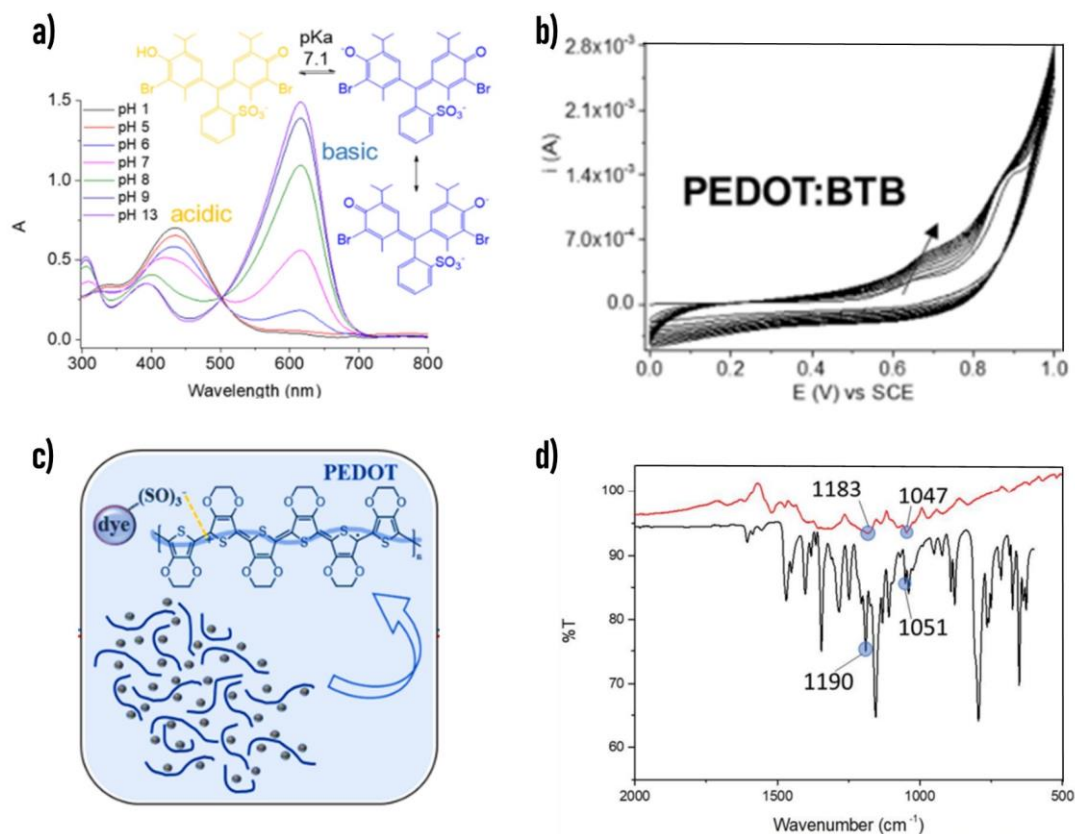 a)
pKa
7.1
HO
O
Br
Br
SO₃⁻
⁻O
O
Br
Br
SO₃⁻
O
O⁻
Br
Br
SO₃⁻
basic
acidic
pH 1
pH 5
pH 6
pH 7
pH 8
pH 9
pH 13
1.5
1.0
0.5
0.0
A
300 400 500 600 700 800
Wavelength (nm)
b)
2.8x10⁻³
2.1x10⁻³
1.4x10⁻³
7.0x10⁻⁴
0.0
i (A)
PEDOT:BTB
0.0 0.2 0.4 0.6 0.8 1.0
E (V) vs SCE
c)
PEDOT
(SO)₃⁻
dye
O O O O O O
S S S S S S
O O O O O O
n
d)
100
90
80
70
60
%T
1183
1047
1051
1190
2000 1500 1000 500
Wavenumber (cm⁻¹)